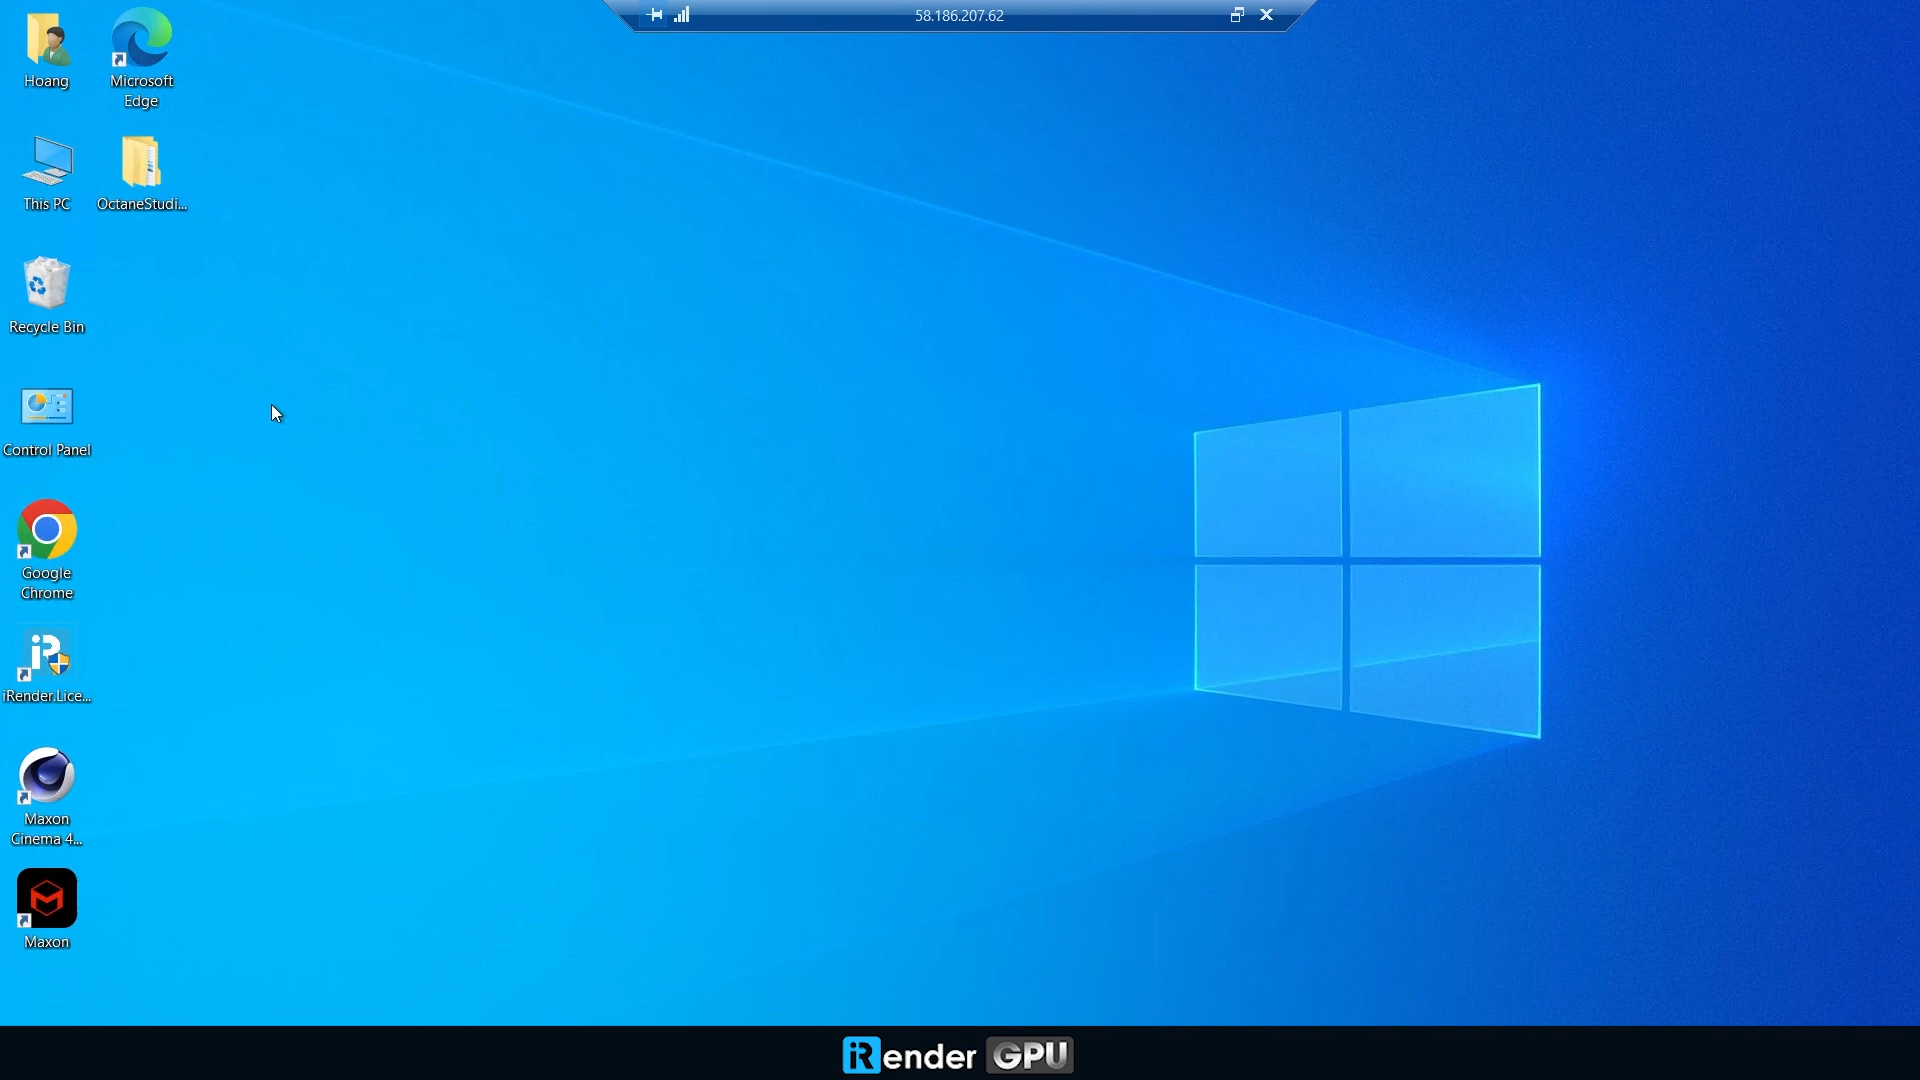 58.186.207.62
Hoang
Microsoft
Edge
This PC
OctaneStudi...
Recycle Bin
Control Panel
Google
Chrome
iRender.Lice...
Maxon
Cinema 4...
Maxon
iRender GPU